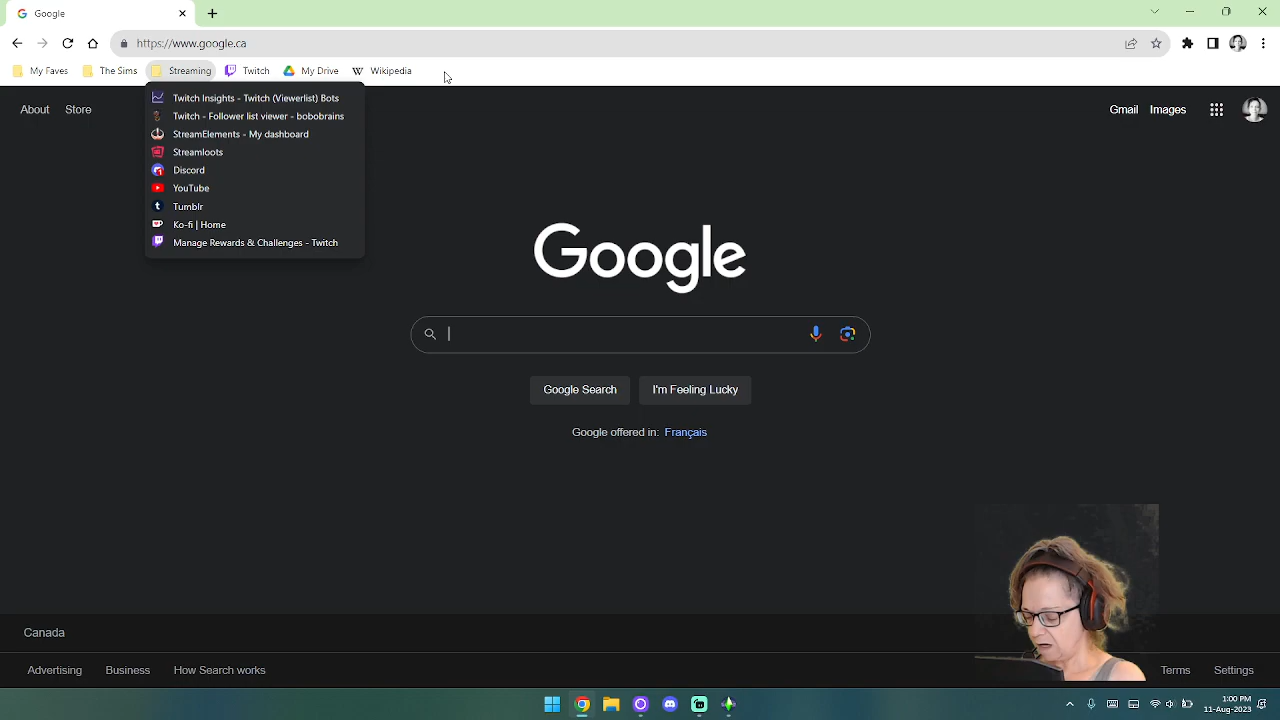 Google
https://www.google.ca
My Faves The Sims Streaming Twitch My Drive Wikipedia
Twitch Insights - Twitch (Viewerlist) Bots
Twitch - Follower list viewer - bobobrains
StreamElements - My dashboard
Streamloots
Discord
YouTube
Tumblr
Ko-fi | Home
Manage Rewards & Challenges - Twitch
About Store Gmail Images
Google
Google Search I'm Feeling Lucky
Google offered in: Français
Canada
Advertising Business How Search works Terms Settings
1:00 PM
11-Aug-2023